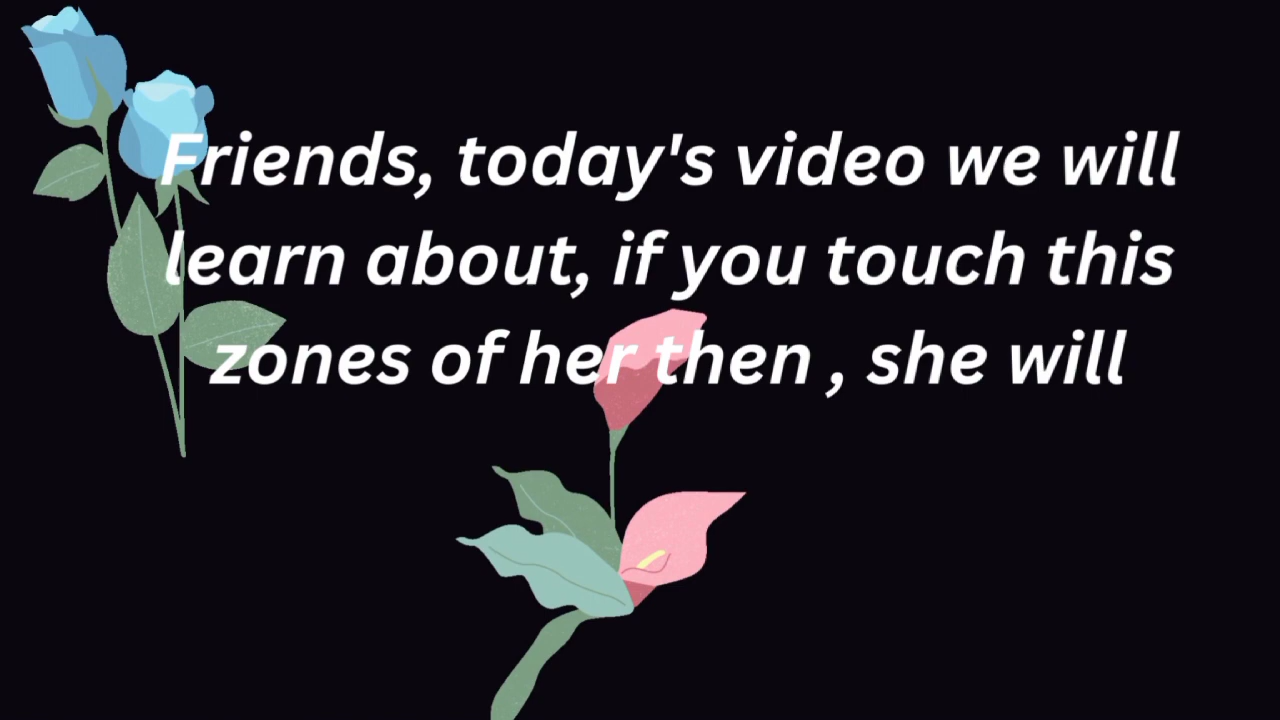 Friends, today's video we will
learn about, if you touch this
zones of her then , she will